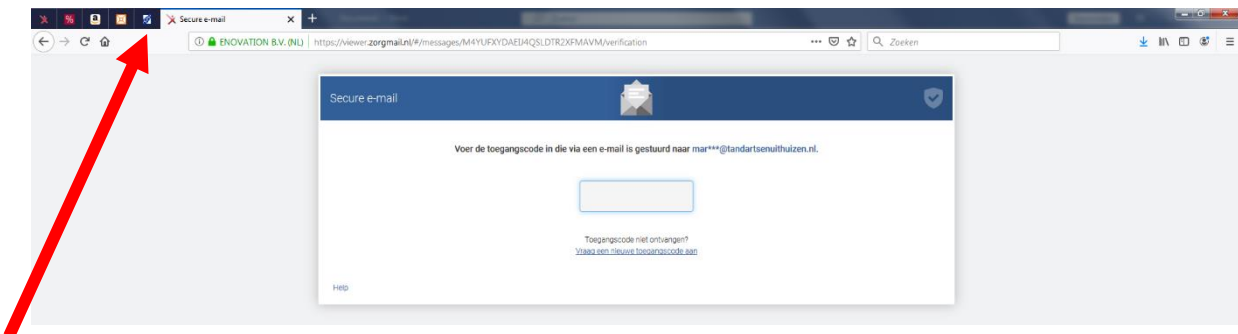 Secure e-mail
ENOVATION B.V. (NL)
https://viewer.zorgmail.nl/#/messages/M4YUFXYDAEIJ4QSLDTR2XFMAVM/verification
Zoeken
Secure e-mail
Voer de toegangscode in die via een e-mail is gestuurd naar mar***@tandartsenuithuizen.nl.
Toegangscode niet ontvangen?
Vraag een nieuwe toegangscode aan
Help